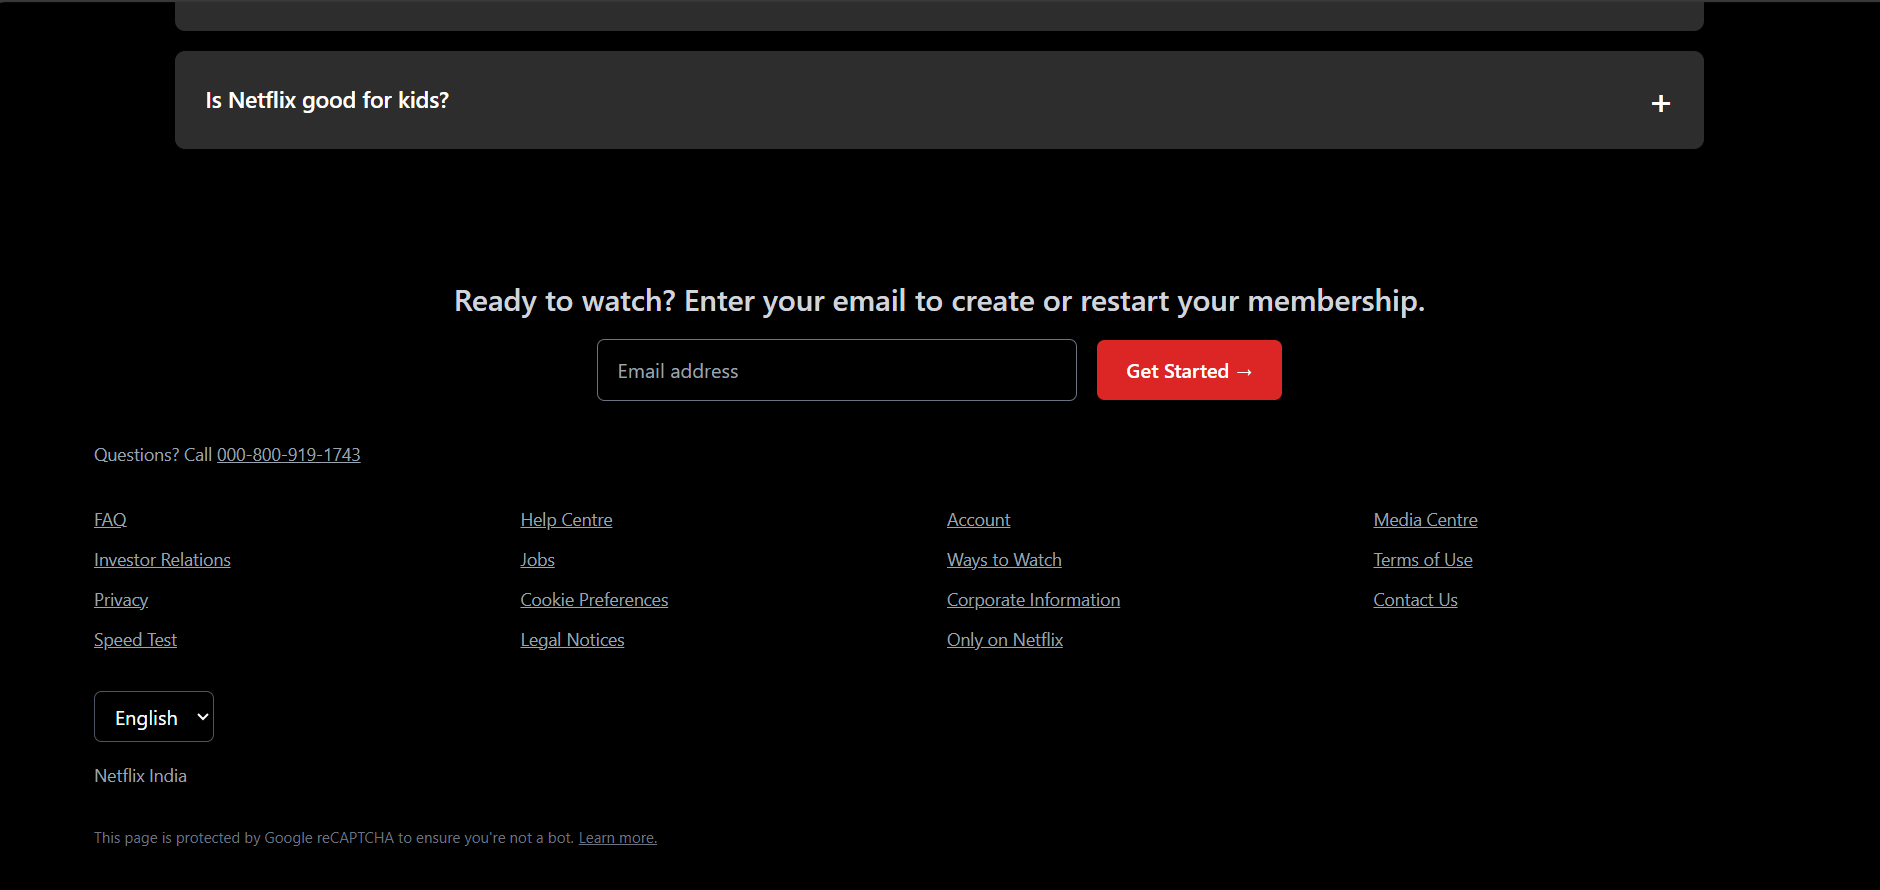 Is Netflix good for kids?
+
Ready to watch? Enter your email to create or restart your membership.
Email address
Get Started →
Questions? Call 000-800-919-1743
FAQ
Help Centre
Account
Media Centre
Investor Relations
Jobs
Ways to Watch
Terms of Use
Privacy
Cookie Preferences
Corporate Information
Contact Us
Speed Test
Legal Notices
Only on Netflix
English
Netflix India
This page is protected by Google reCAPTCHA to ensure you're not a bot. Learn more.